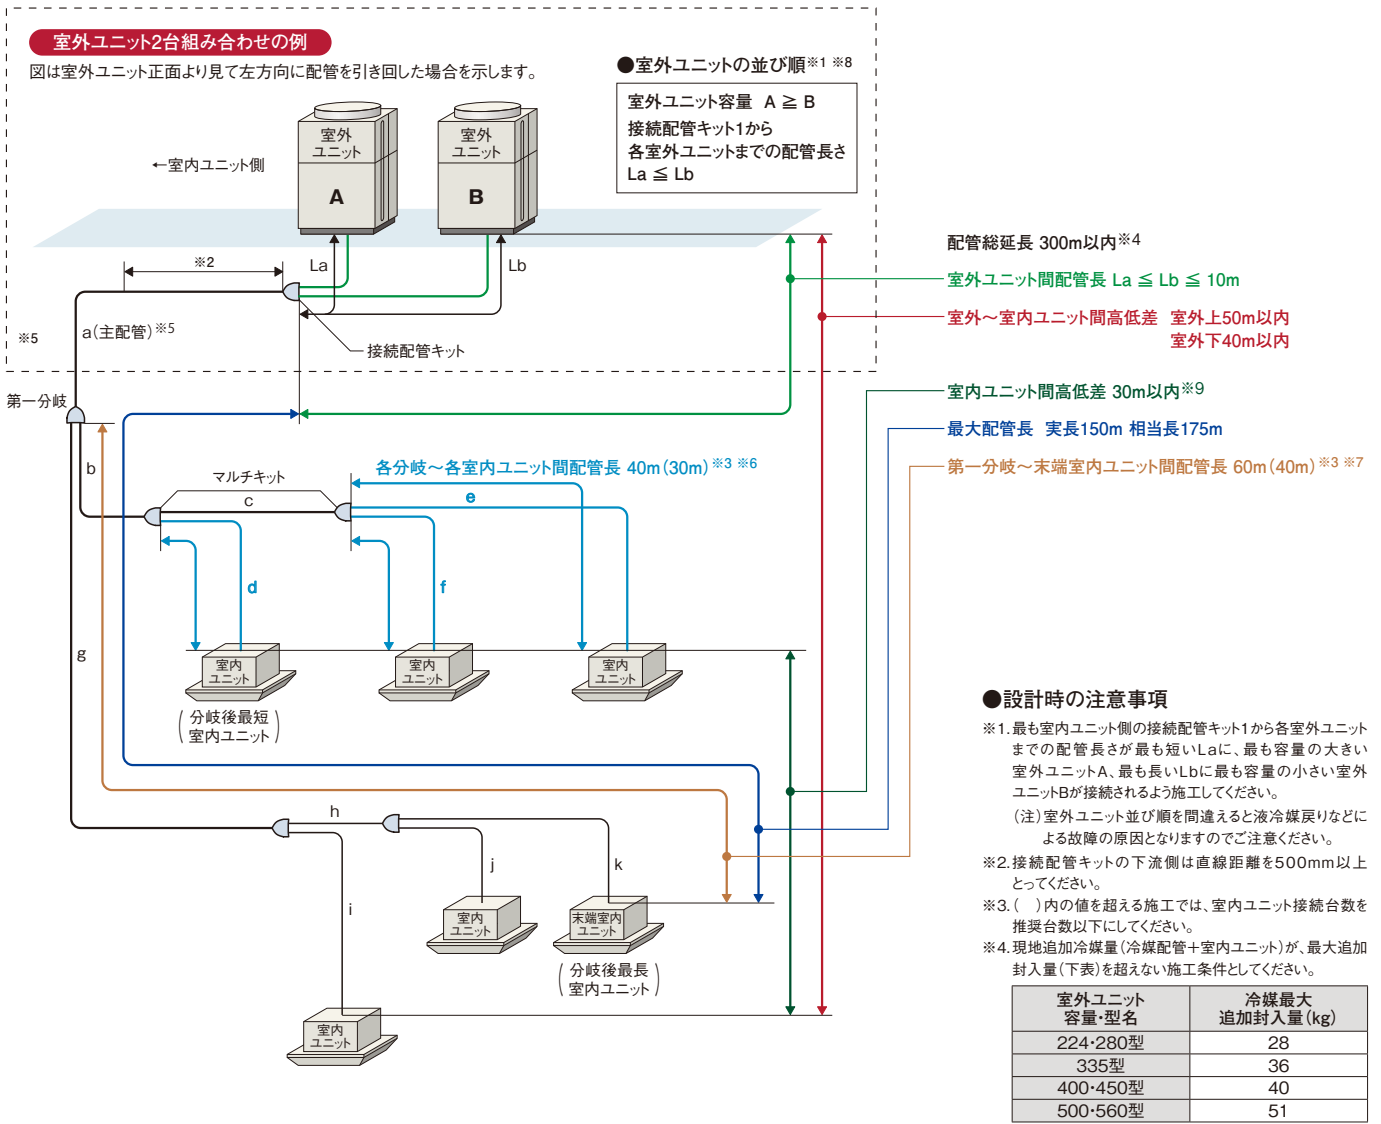 室外ユニット2台組み合わせの例
図は室外ユニット正面より見て左方向に配管を引き回した場合を示します。
●室外ユニットの並び順※1 ※8
室外ユニット容量 A ≧ B
接続配管キット1から
各室外ユニットまでの配管長さ
La ≦ Lb
室外
ユニット
A
室外
ユニット
B
←室内ユニット側
※2
La
Lb
※5
a(主配管)※5
接続配管キット
配管総延長 300m以内※4
室外ユニット間配管長 La ≦ Lb ≦ 10m
室外～室内ユニット間高低差 室外上50m以内
室外下40m以内
室内ユニット間高低差 30m以内※9
最大配管長 実長150m 相当長175m
第一分岐～末端室内ユニット間配管長 60m(40m)※3 ※7
第一分岐
b
マルチキット
c
各分岐～各室内ユニット間配管長 40m(30m)※3 ※6
e
d
f
g
室内
ユニット
(分岐後最短
室内ユニット)
室内
ユニット
室内
ユニット
h
i
j
k
室内
ユニット
末端室内
ユニット
(分岐後最長
室内ユニット)
室内
ユニット
●設計時の注意事項
※1.最も室内ユニット側の接続配管キット1から各室外ユニット
までの配管長さが最も短いLaに、最も容量の大きい
室外ユニットA、最も長いLbに最も容量の小さい室外
ユニットBが接続されるよう施工してください。
(注)室外ユニット並び順を間違えると液冷媒戻りなどに
よる故障の原因となりますのでご注意ください。
※2.接続配管キットの下流側は直線距離を500mm以上
とってください。
※3.( )内の値を超える施工では、室内ユニット接続台数を
推奨台数以下にしてください。
※4.現地追加冷媒量(冷媒配管+室内ユニット)が、最大追加
封入量(下表)を超えない施工条件としてください。
室外ユニット
容量・型名
冷媒最大
追加封入量(kg)
224・280型 28
335型 36
400・450型 40
500・560型 51